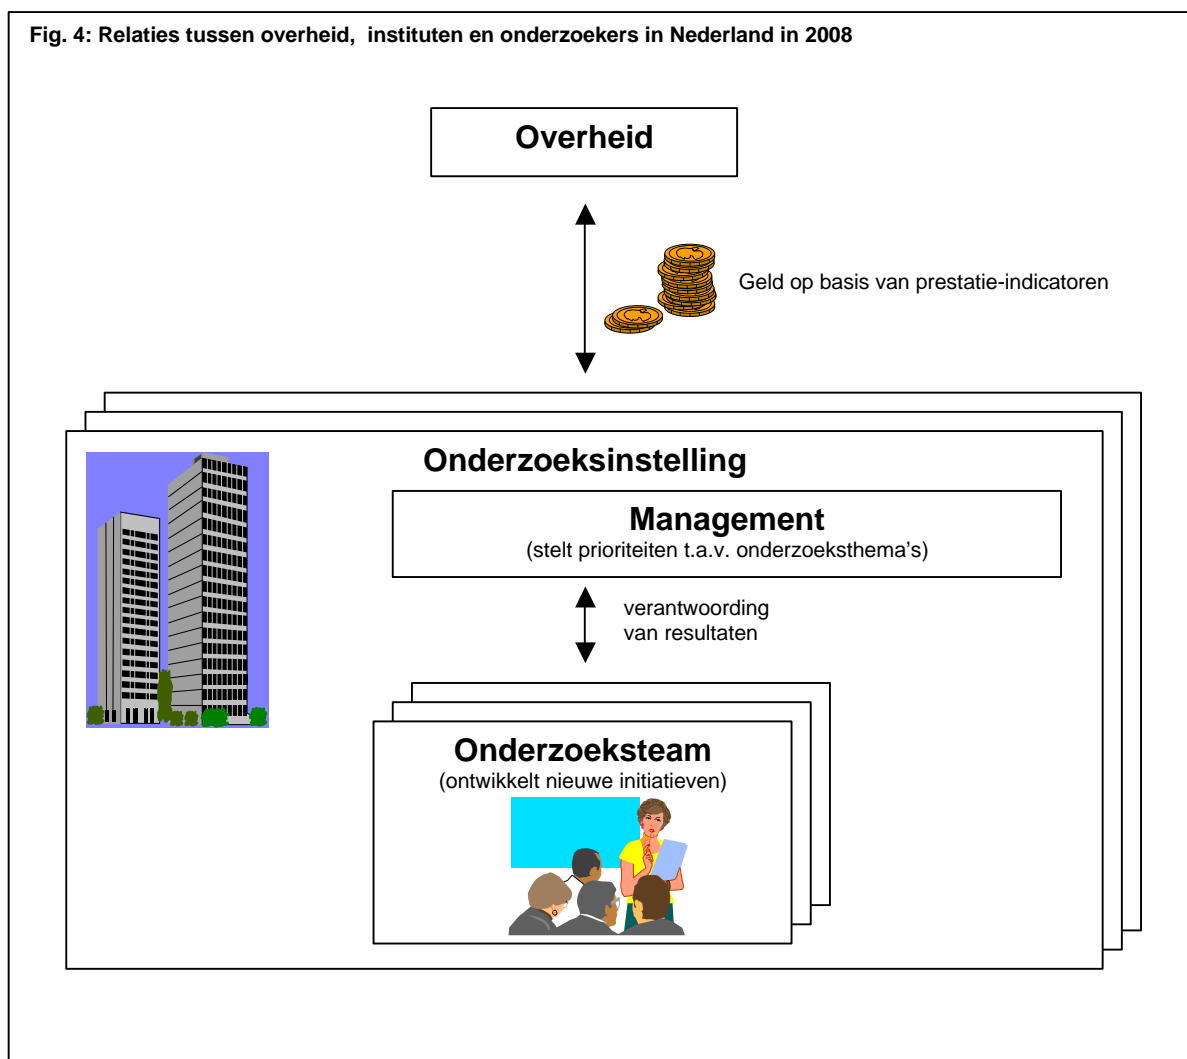 Fig. 4: Relaties tussen overheid, instituten en onderzoekers in Nederland in 2008
Overheid
Geld op basis van prestatie-indicatoren
Onderzoeksinstelling
Management
(stelt prioriteiten t.a.v. onderzoeksthema's)
verantwoording
van resultaten
Onderzoeksteam
(ontwikkelt nieuwe initiatieven)